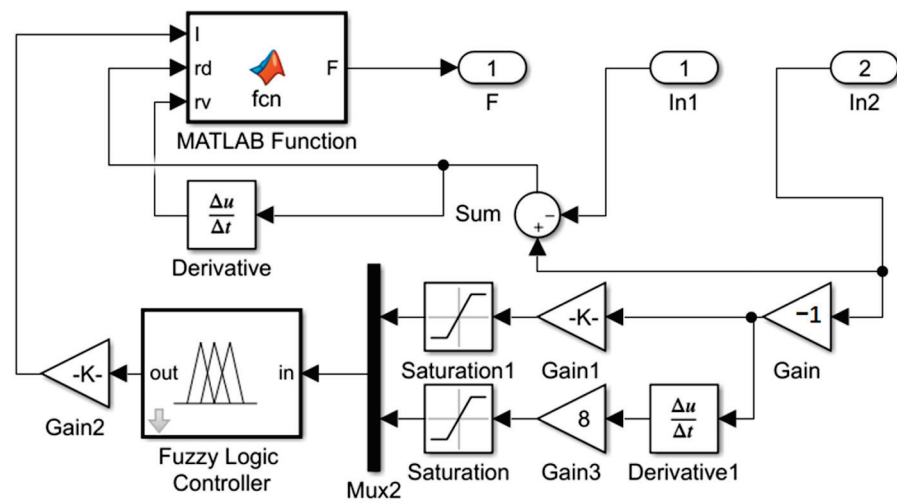 I
rd
rv
fcn
F
MATLAB Function
1
F
1
In1
2
In2
Δu
Δt
Derivative
Sum
−
+
-K-
Gain2
out
in
Fuzzy Logic
Controller
Mux2
Saturation1
-K-
Gain1
−1
Gain
Saturation
8
Gain3
Δu
Δt
Derivative1